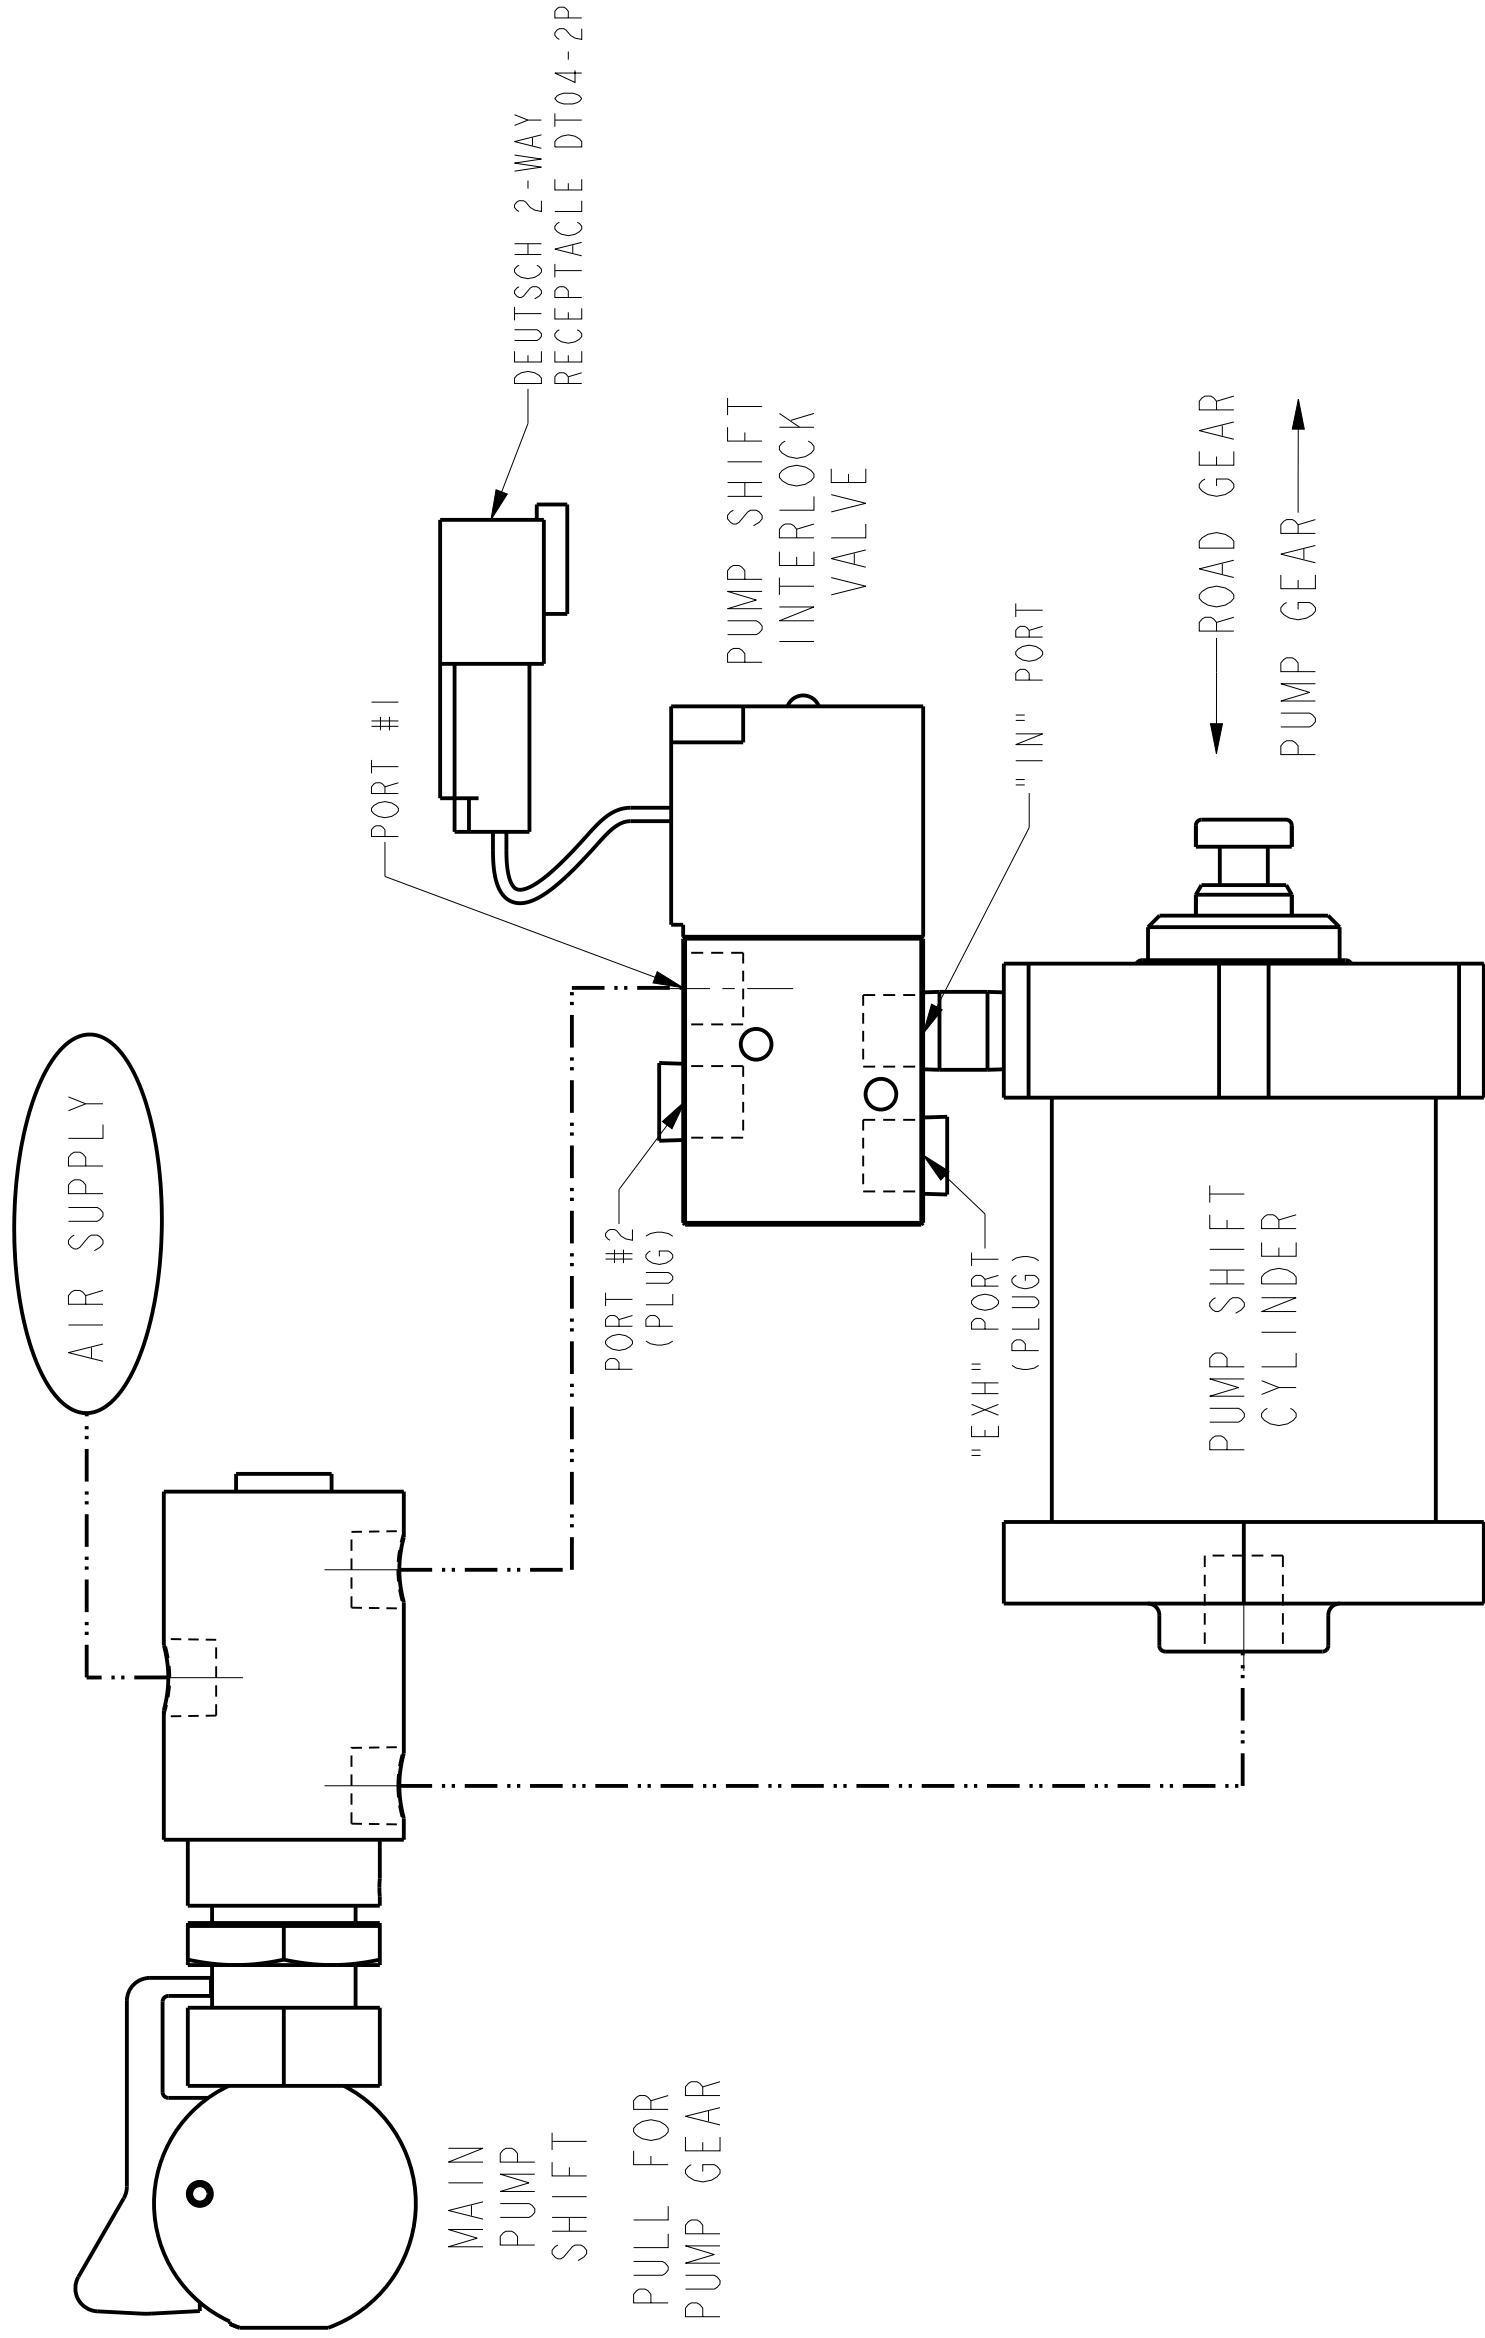 AIR SUPPLY
DEUTSCH 2-WAY
RECEPTACLE DT04-2P
PORT #1
PUMP SHIFT
INTERLOCK
VALVE
PORT #2
(PLUG)
"IN" PORT
"EXH" PORT
(PLUG)
ROAD GEAR
PUMP GEAR
PUMP SHIFT
CYLINDER
MAIN
PUMP
SHIFT
PULL FOR
PUMP GEAR